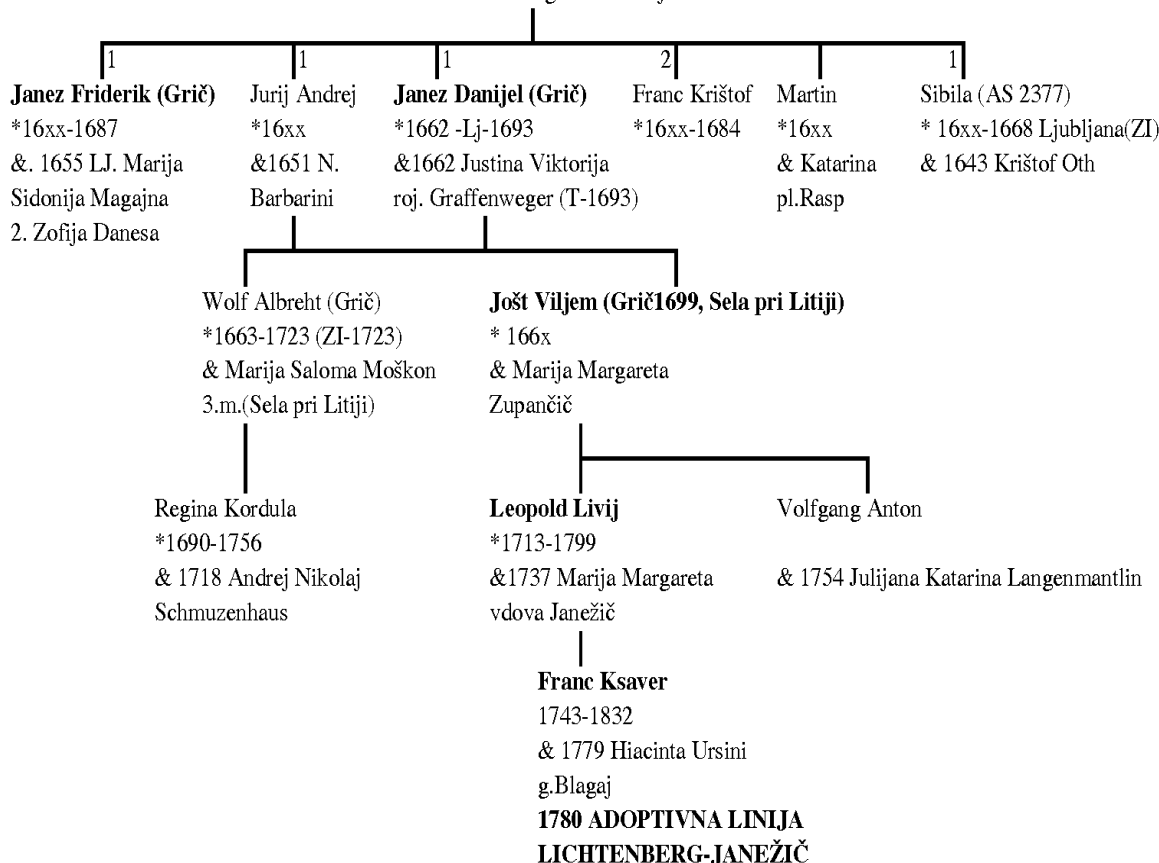 1 1 1 2 1
Janez Friderik (Grič)
*16xx-1687
&. 1655 LJ. Marija
Sidonija Magajna
2. Zofija Danesa
Jurij Andrej
*16xx
&1651 N.
Barbarini
Janez Danijel (Grič)
*1662 -Lj-1693
&1662 Justina Viktorija
roj. Graffenweger (T-1693)
Franc Krištof
*16xx-1684
Martin
*16xx
& Katarina
pl.Rasp
Sibila (AS 2377)
* 16xx-1668 Ljubljana(ZI)
& 1643 Krištof Oth
Wolf Albreht (Grič)
*1663-1723 (ZI-1723)
& Marija Saloma Moškon
3.m.(Sela pri Litiji)
Jošt Viljem (Grič1699, Sela pri Litiji)
* 166x
& Marija Margareta
Zupančič
Regina Kordula
*1690-1756
& 1718 Andrej Nikolaj
Schmuzenhaus
Leopold Livij
*1713-1799
&1737 Marija Margareta
vdova Janežič
Volfgang Anton
& 1754 Julijana Katarina Langenmantlin
Franc Ksaver
1743-1832
& 1779 Hiacinta Ursini
g.Blagaj
1780 ADOPTIVNA LINIJA
LICHTENBERG-JANEŽIČ